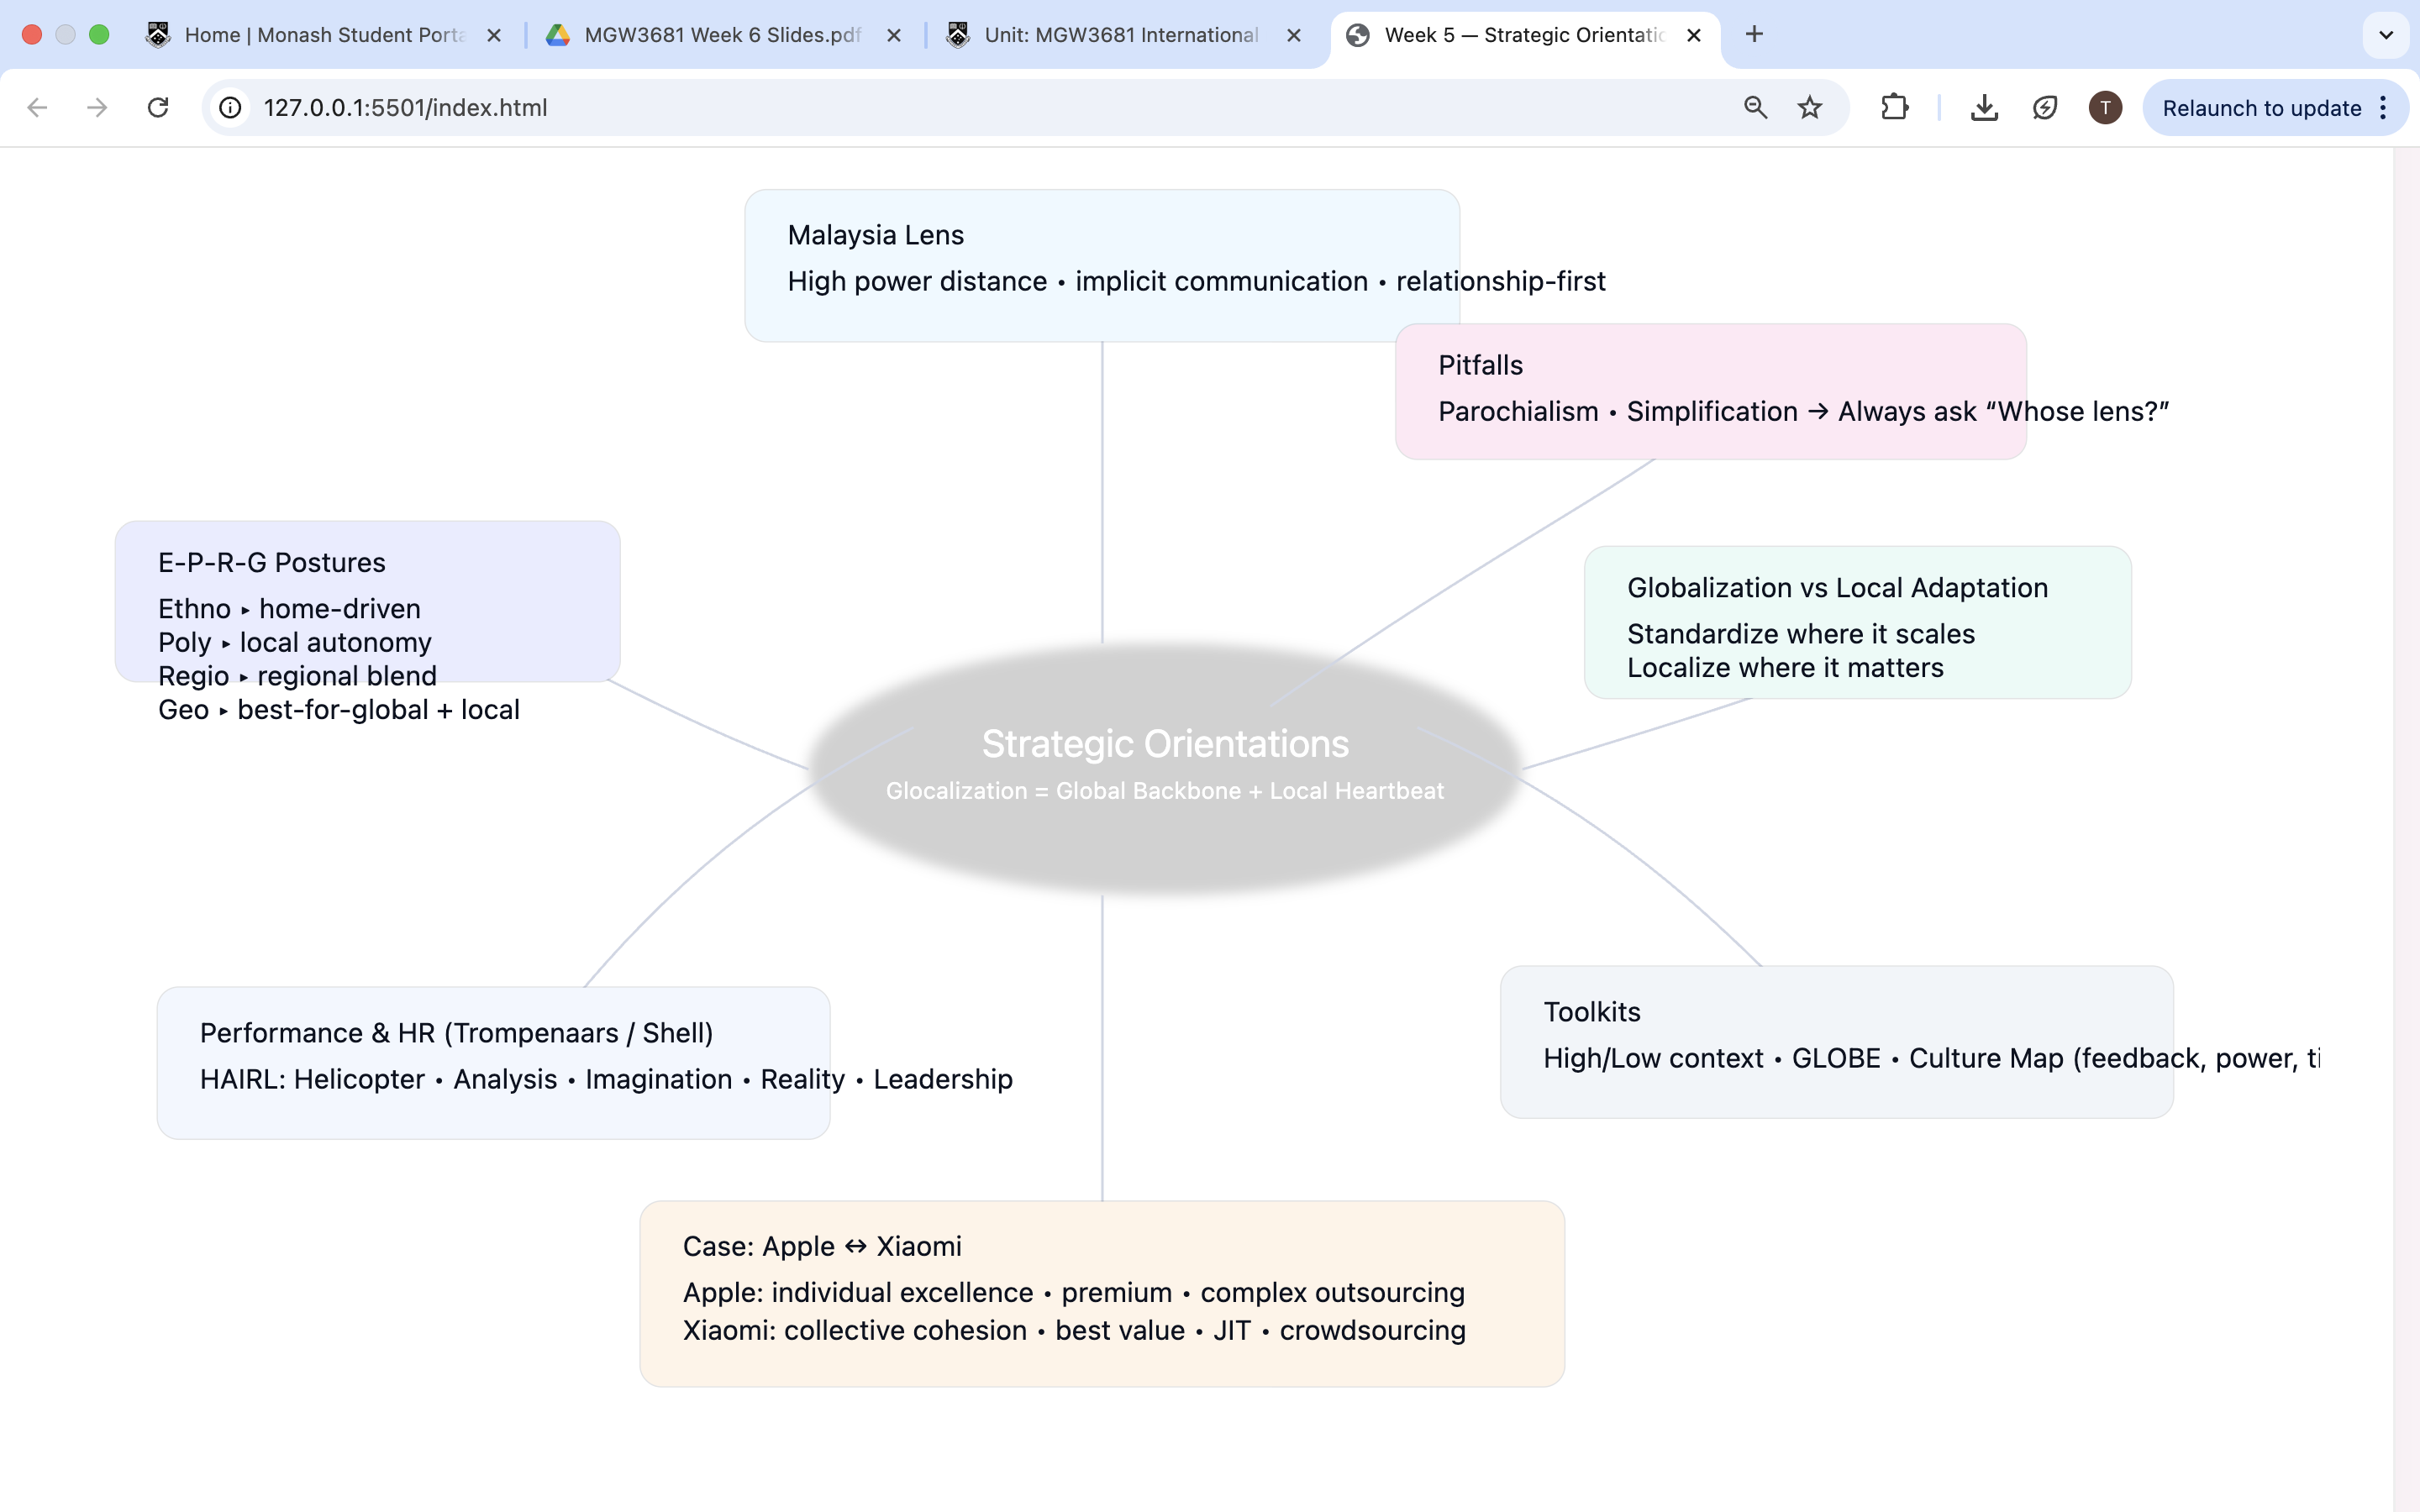 Home | Monash Student Porta
MGW3681 Week 6 Slides.pdf
Unit: MGW3681 International
Week 5 — Strategic Orientatio
127.0.0.1:5501/index.html
T
Relaunch to update
Malaysia Lens
High power distance • implicit communication • relationship-first
Pitfalls
Parochialism • Simplification → Always ask “Whose lens?”
E-P-R-G Postures
Ethno ▸ home-driven
Poly ▸ local autonomy
Regio ▸ regional blend
Geo ▸ best-for-global + local
Globalization vs Local Adaptation
Standardize where it scales
Localize where it matters
Strategic Orientations
Glocalization = Global Backbone + Local Heartbeat
Performance & HR (Trompenaars / Shell)
HAIRL: Helicopter • Analysis • Imagination • Reality • Leadership
Toolkits
High/Low context • GLOBE • Culture Map (feedback, power, ti
Case: Apple ↔ Xiaomi
Apple: individual excellence • premium • complex outsourcing
Xiaomi: collective cohesion • best value • JIT • crowdsourcing